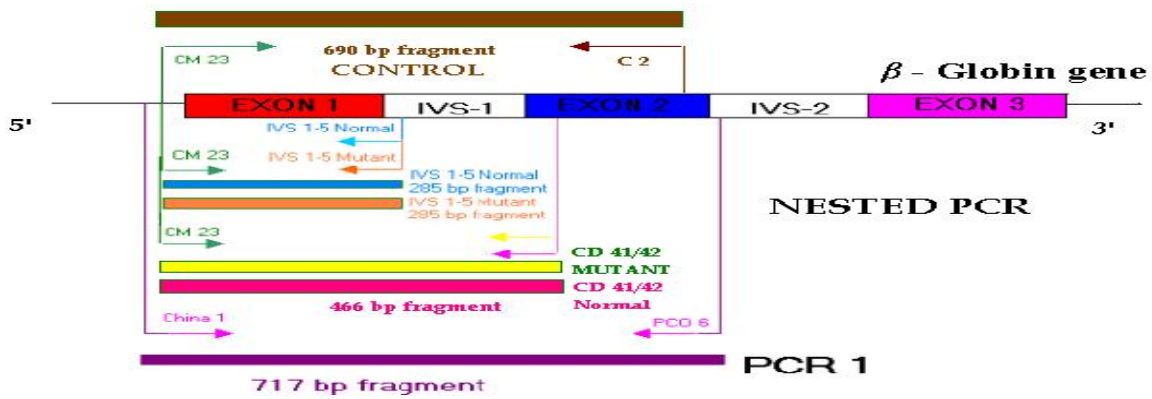 CM 23
690 bp fragment
CONTROL
C 2
β - Globin gene
EXON 1
IVS-1
EXON 2
IVS-2
EXON 3
5'
3'
IVS 1-5 Normal
CM 23
IVS 1-5 Mutant
IVS 1-5 Normal
285 bp fragment
IVS 1-5 Mutant
285 bp fragment
NESTED PCR
CM 23
CD 41/42
MUTANT
CD 41/42
Normal
466 bp fragment
China 1
PCO 6
PCR 1
717 bp fragment